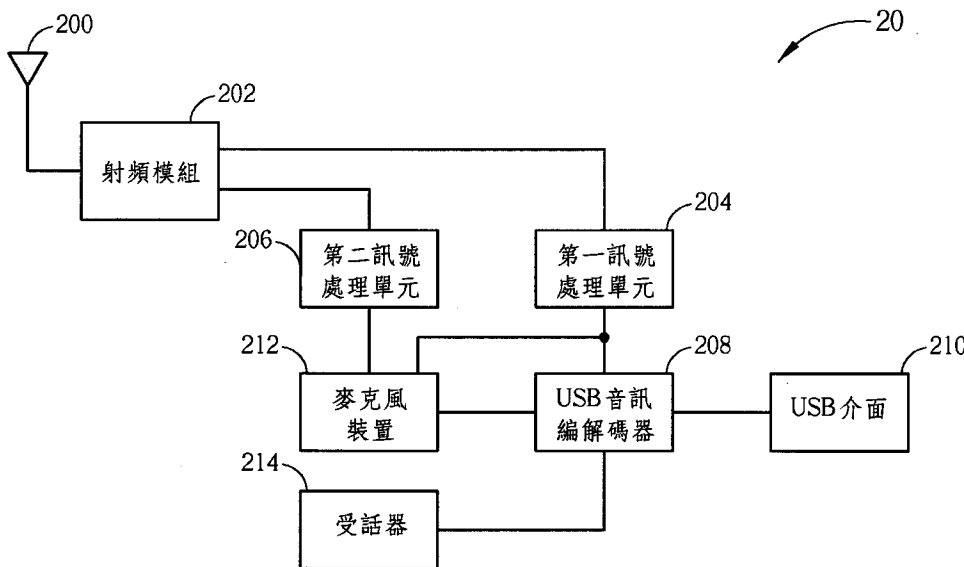 200
20
202
射頻模組
204
206
第二訊號
處理單元
第一訊號
處理單元
212
208
210
麥克風
裝置
USB音訊
編解碼器
USB介面
214
受話器